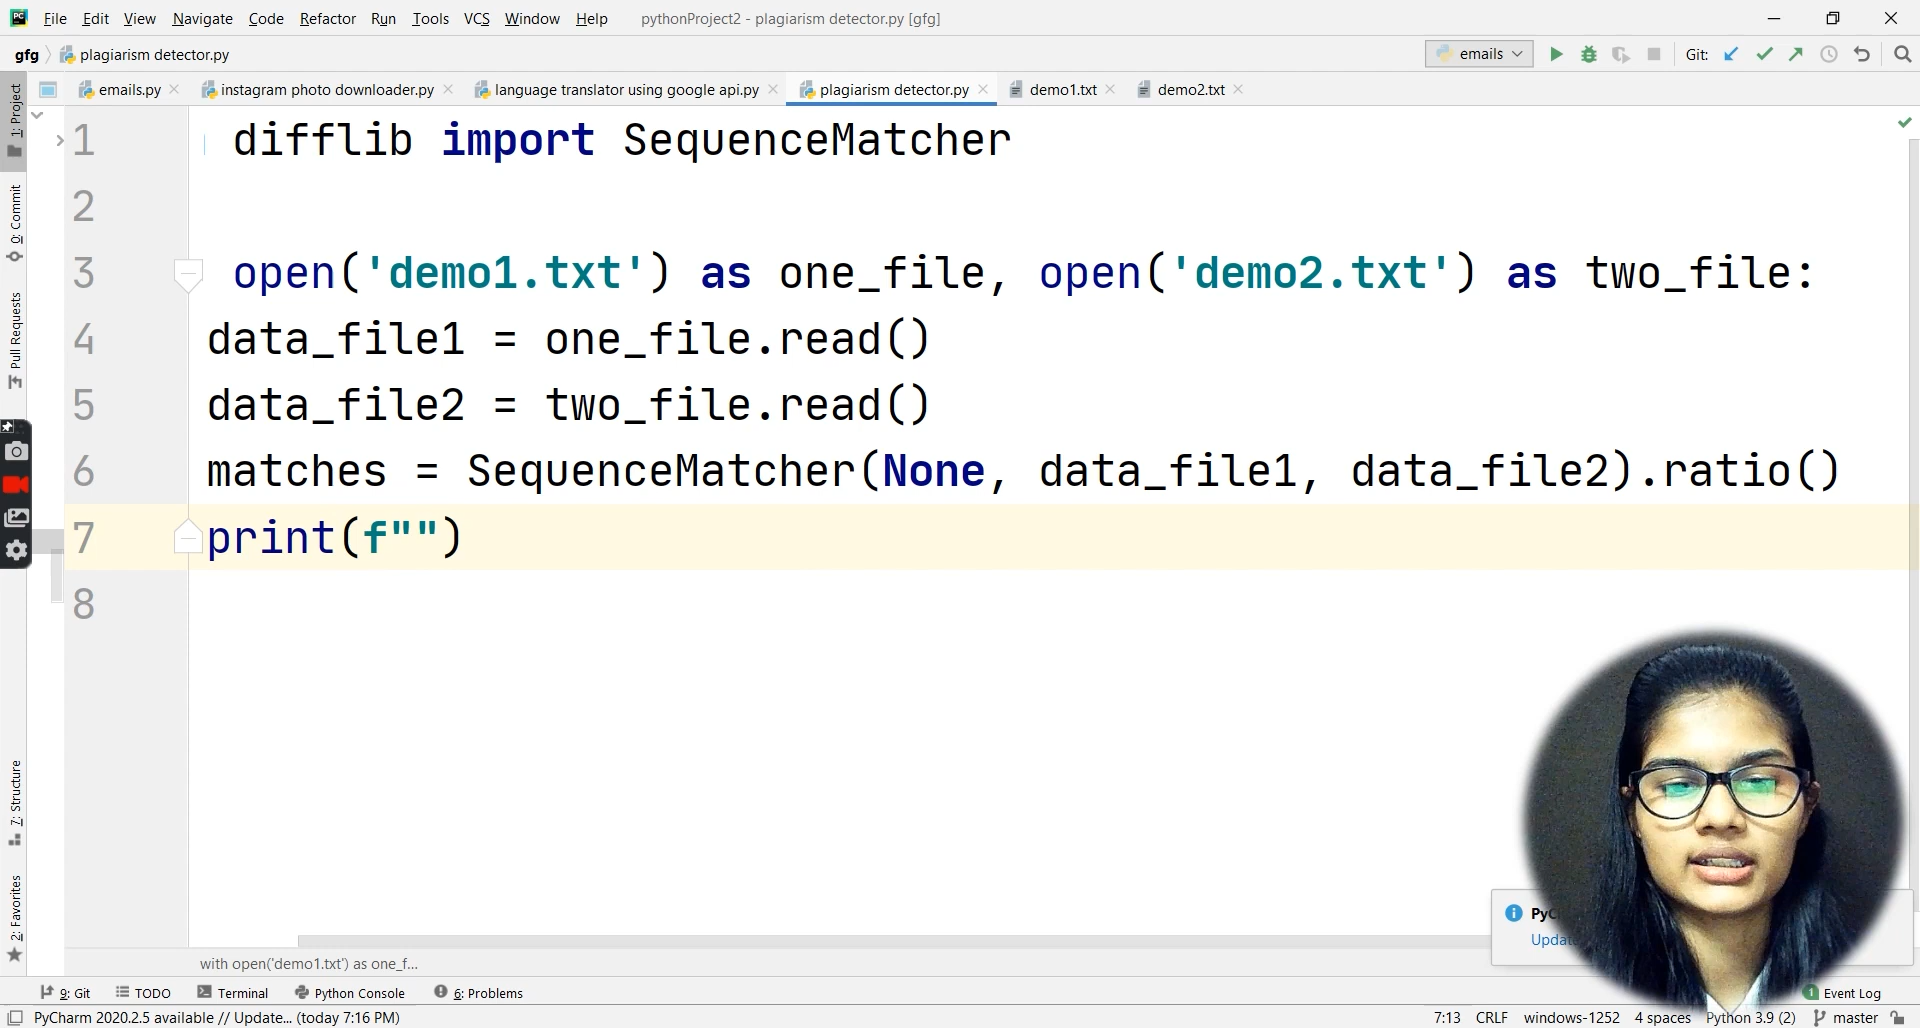 PC File Edit View Navigate Code Refactor Run Tools VCS Window Help pythonProject2 - plagiarism detector.py [gfg]
gfg plagiarism detector.py emails Git:
emails.py instagram photo downloader.py language translator using google api.py plagiarism detector.py demo1.txt demo2.txt
1: Project
0: Commit
Pull Requests
7: Structure
2: Favorites
1 difflib import SequenceMatcher
2
3 open('demo1.txt') as one_file, open('demo2.txt') as two_file:
4 data_file1 = one_file.read()
5 data_file2 = two_file.read()
6 matches = SequenceMatcher(None, data_file1, data_file2).ratio()
7 print(f"")
8
PyC
Update
with open('demo1.txt') as one_f...
9: Git TODO Terminal Python Console 6: Problems 1 Event Log
PyCharm 2020.2.5 available // Update... (today 7:16 PM) 7:13 CRLF windows-1252 4 spaces Python 3.9 (2) master